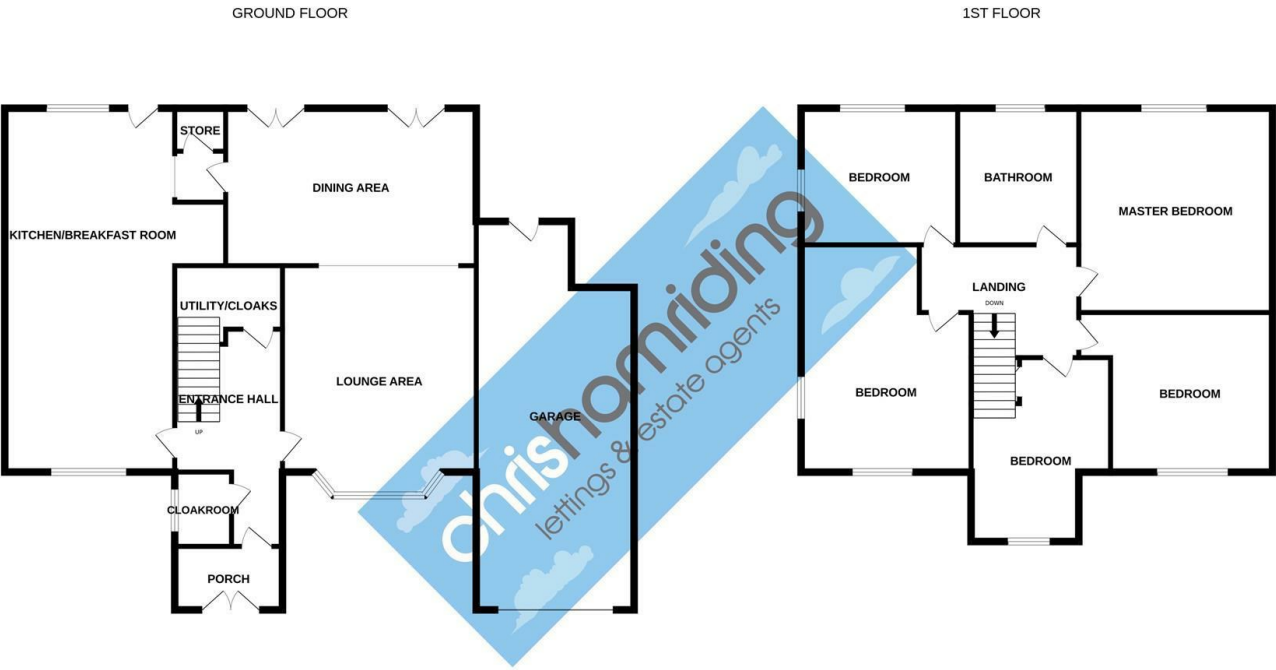 GROUND FLOOR
1ST FLOOR
STORE
DINING AREA
KITCHEN/BREAKFAST ROOM
UTILITY/CLOAKS
LOUNGE AREA
ENTRANCE HALL
UP
GARAGE
CLOAKROOM
PORCH
chrishamriding
lettings & estate agents
BEDROOM
BATHROOM
MASTER BEDROOM
LANDING
DOWN
BEDROOM
BEDROOM
BEDROOM